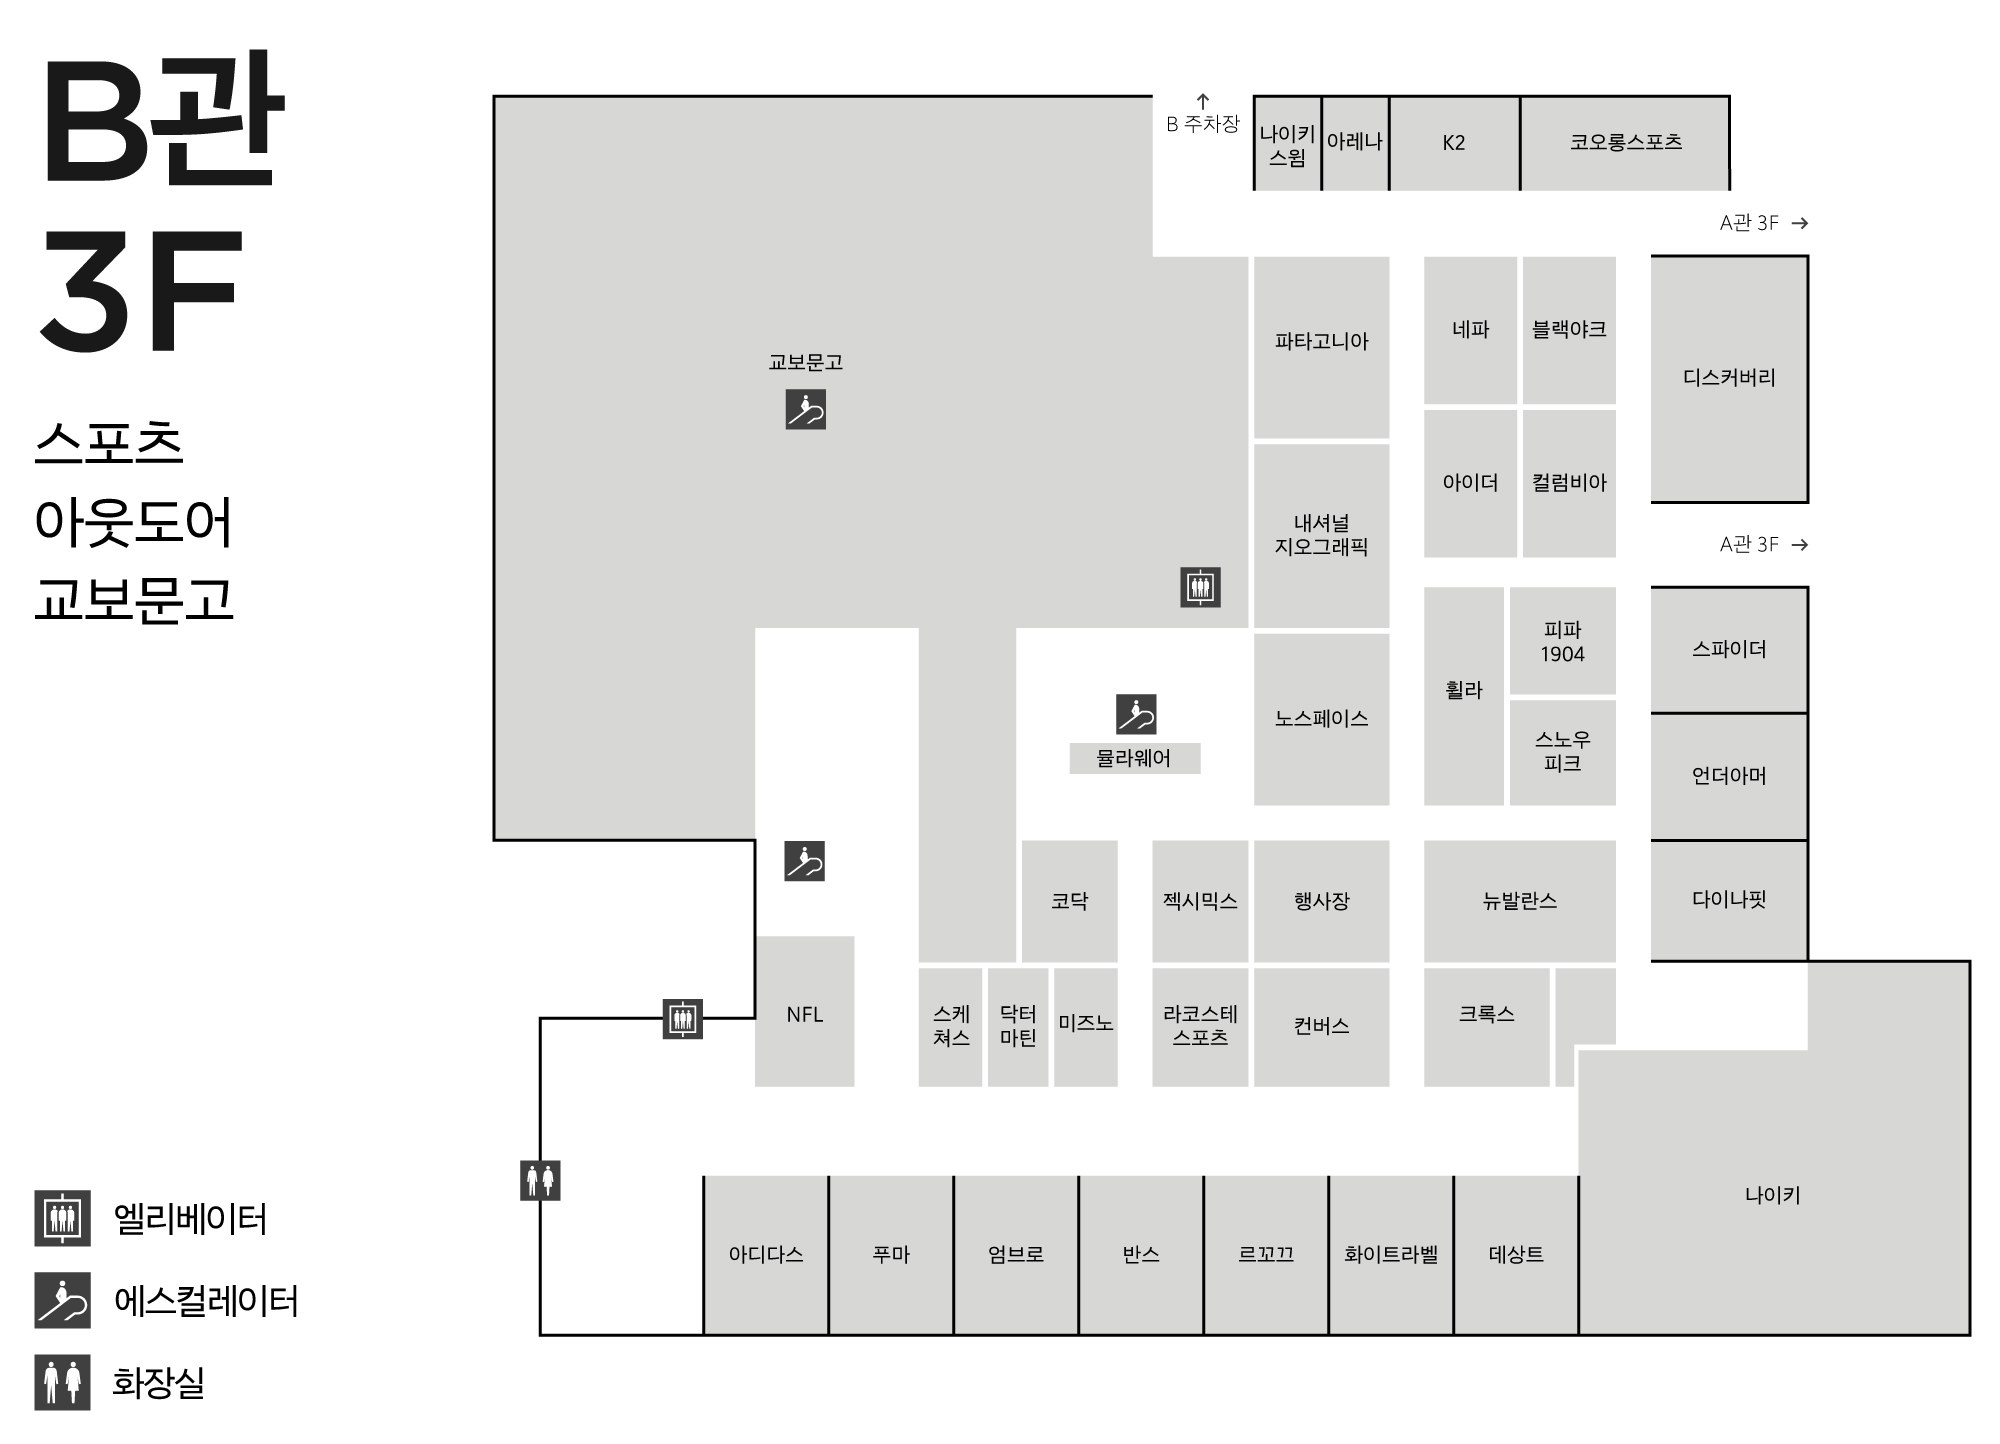 B관
3F
스포츠
아웃도어
교보문고
엘리베이터
에스컬레이터
화장실
↑
B 주차장
나이키
스윔
아레나
K2
코오롱스포츠
A관 3F →
교보문고
파타고니아
네파
블랙야크
디스커버리
내셔널
지오그래픽
아이더
컬럼비아
A관 3F →
노스페이스
휠라
피파
1904
스노우
피크
스파이더
언더아머
다이나핏
뮬라웨어
코닥
젝시믹스
행사장
뉴발란스
NFL
스케
쳐스
닥터
마틴
미즈노
라코스테
스포츠
컨버스
크록스
아디다스
푸마
엄브로
반스
르꼬끄
화이트라벨
데상트
나이키